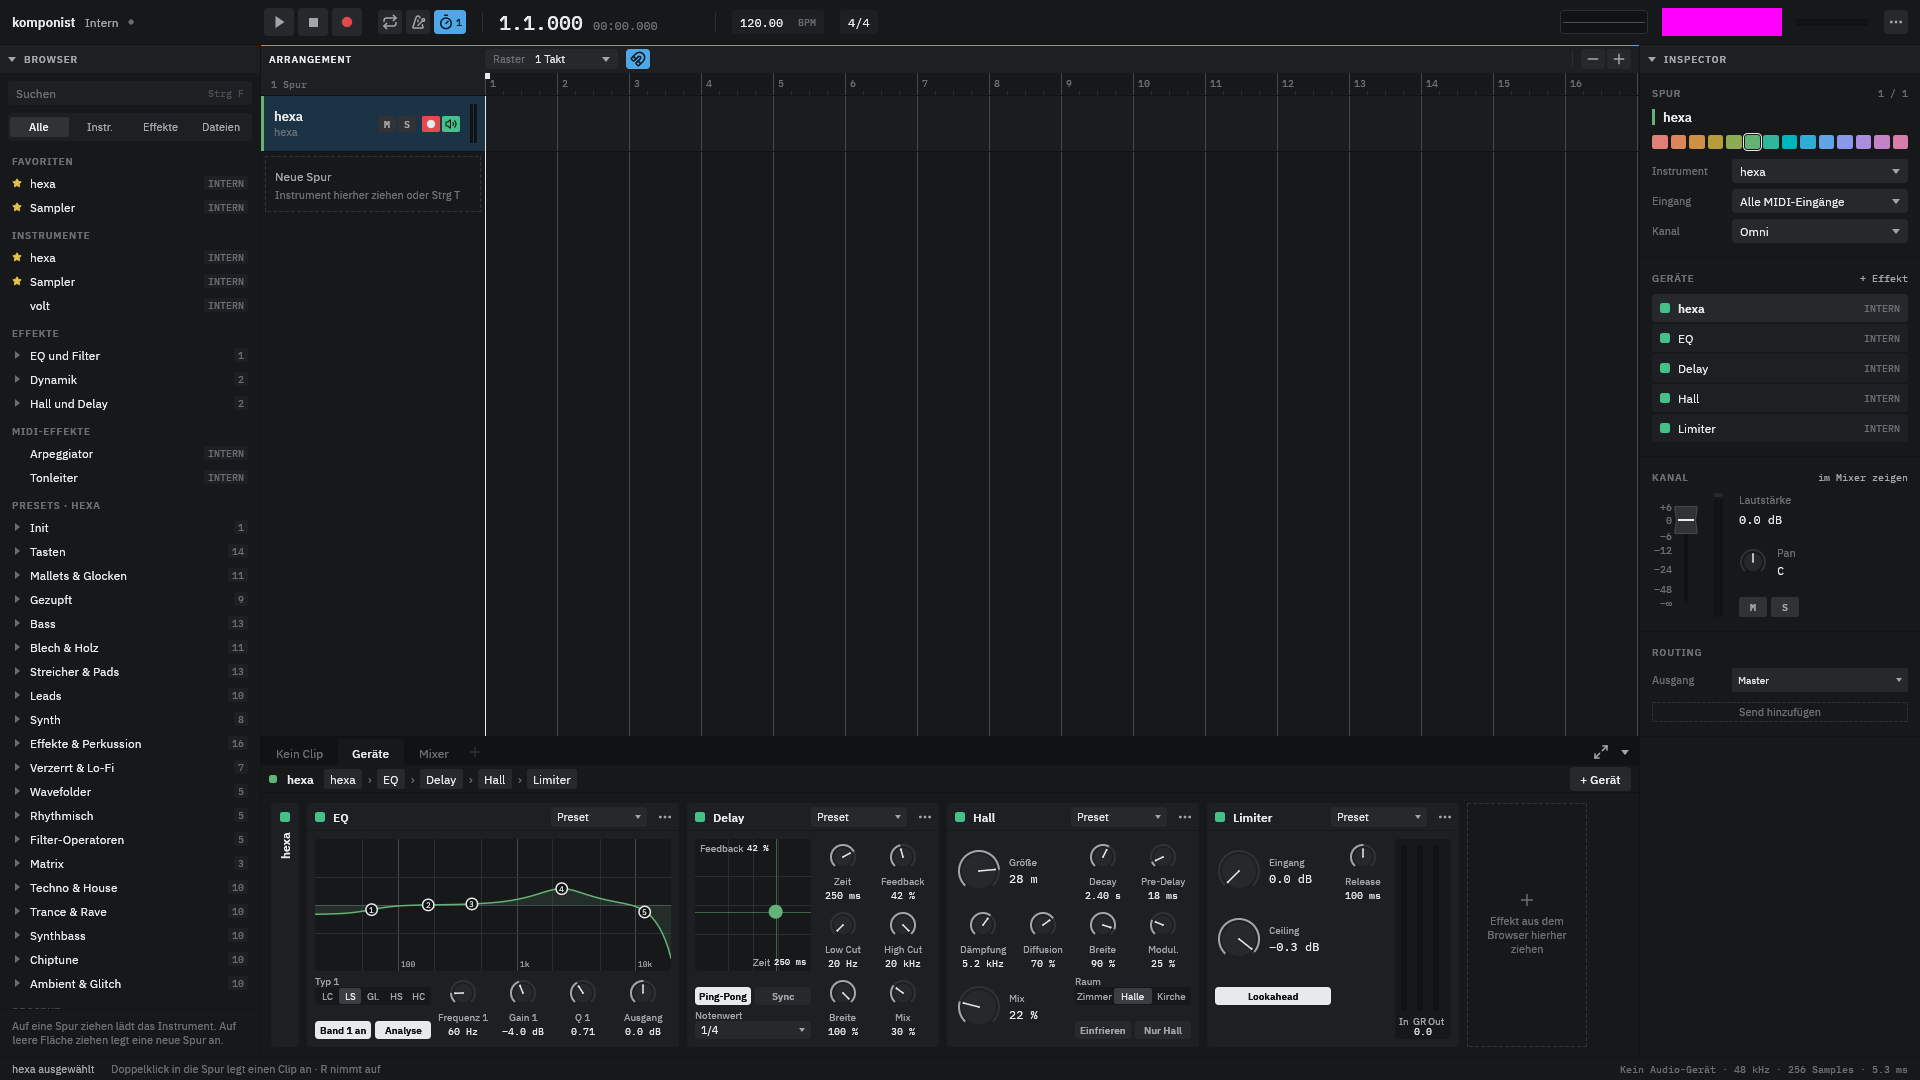 komponist Intern
1
1.1.000 00:00.000
120.00 BPM
4/4
BROWSER
Suchen Strg F
Alle Instr. Effekte Dateien
FAVORITEN
hexa INTERN
Sampler INTERN
INSTRUMENTE
hexa INTERN
Sampler INTERN
volt INTERN
EFFEKTE
EQ und Filter 1
Dynamik 2
Hall und Delay 2
MIDI-EFFEKTE
Arpeggiator INTERN
Tonleiter INTERN
PRESETS · HEXA
Init 1
Tasten 14
Mallets & Glocken 11
Gezupft 9
Bass 13
Blech & Holz 11
Streicher & Pads 13
Leads 10
Synth 8
Effekte & Perkussion 16
Verzerrt & Lo-Fi 7
Wavefolder 5
Rhythmisch 5
Filter-Operatoren 5
Matrix 3
Techno & House 10
Trance & Rave 10
Synthbass 10
Chiptune 10
Ambient & Glitch 10
Auf eine Spur ziehen lädt das Instrument. Auf
leere Fläche ziehen legt eine neue Spur an.
ARRANGEMENT
Raster 1 Takt
1 Spur
1 2 3 4 5 6 7 8 9 10 11 12 13 14 15 16
hexa
hexa
M S
Neue Spur
Instrument hierher ziehen oder Strg T
Kein Clip Geräte Mixer
hexa hexa › EQ › Delay › Hall › Limiter
+ Gerät
hexa
EQ Preset
1 2 3 4 5
100 1k 10k
Typ 1
LC LS GL HS HC
Band 1 an Analyse
Frequenz 1 Gain 1 Q 1 Ausgang
60 Hz −4.0 dB 0.71 0.0 dB
Delay Preset
Feedback 42 %
Zeit 250 ms
Ping-Pong Sync
Notenwert
1/4
Zeit Feedback
250 ms 42 %
Low Cut High Cut
20 Hz 20 kHz
Breite Mix
100 % 30 %
Hall Preset
Größe
28 m
Decay Pre-Delay
2.40 s 18 ms
Dämpfung Diffusion Breite Modul.
5.2 kHz 70 % 90 % 25 %
Mix
22 %
Raum
Zimmer Halle Kirche
Einfrieren Nur Hall
Limiter Preset
Eingang
0.0 dB
Release
100 ms
Ceiling
−0.3 dB
Lookahead
In GR Out
0.0
Effekt aus dem
Browser hierher
ziehen
INSPECTOR
SPUR 1 / 1
hexa
Instrument hexa
Eingang Alle MIDI-Eingänge
Kanal Omni
GERÄTE + Effekt
hexa INTERN
EQ INTERN
Delay INTERN
Hall INTERN
Limiter INTERN
KANAL im Mixer zeigen
+6
0
−6
−12
−24
−48
−∞
Lautstärke
0.0 dB
Pan
C
M S
ROUTING
Ausgang Master
Send hinzufügen
hexa ausgewählt Doppelklick in die Spur legt einen Clip an · R nimmt auf
Kein Audio-Gerät · 48 kHz · 256 Samples · 5.3 ms